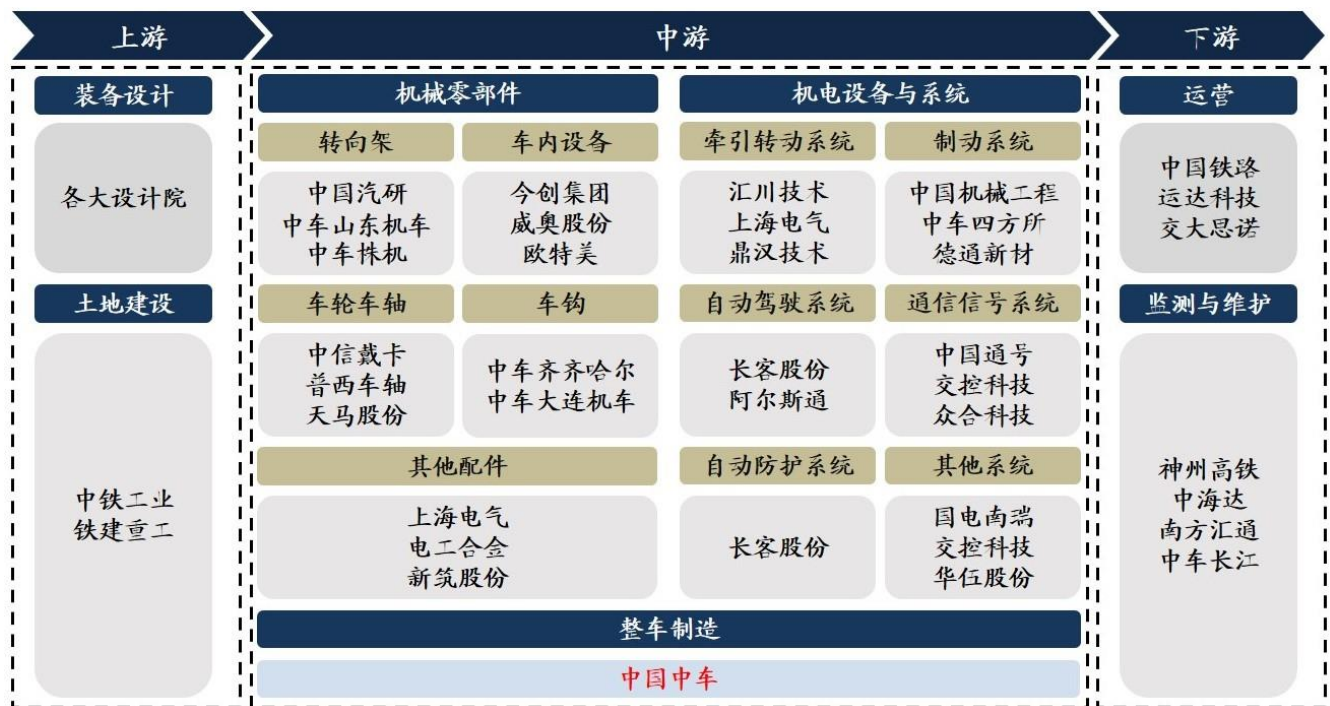 上游
中游
下游
装备设计
各大设计院
土地建设
中铁工业
铁建重工
机械零部件
转向架
中国汽研
中车山东机车
中车株机
车内设备
今创集团
威奥股份
欧特美
车轮车轴
中信戴卡
普西车轴
天马股份
车钩
中车齐齐哈尔
中车大连机车
其他配件
上海电气
电工合金
新筑股份
机电设备与系统
牵引转动系统
汇川技术
上海电气
鼎汉技术
制动系统
中国机械工程
中车四方所
德通新材
自动驾驶系统
长客股份
阿尔斯通
通信信号系统
中国通号
交控科技
众合科技
自动防护系统
长客股份
其他系统
国电南瑞
交控科技
华伍股份
整车制造
中国中车
运营
中国铁路
运达科技
交大思诺
监测与维护
神州高铁
中海达
南方汇通
中车长江